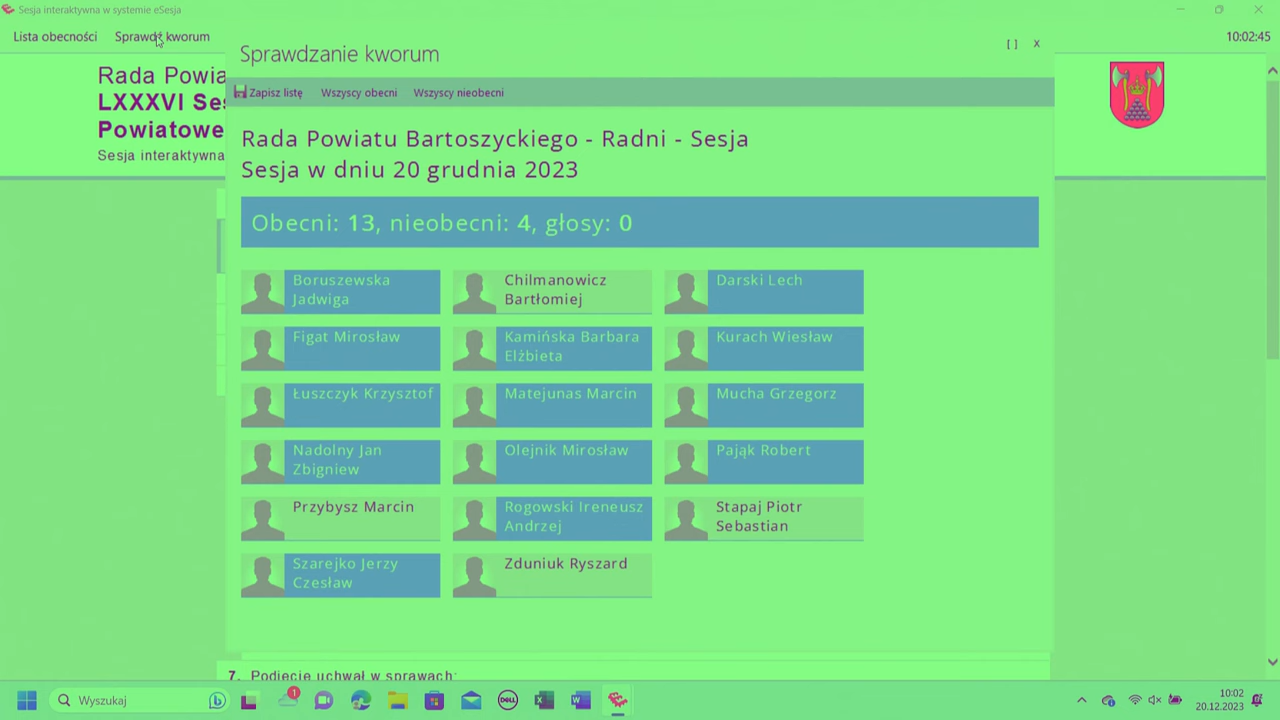 Sesja interaktywna w systemie eSesja
Lista obecności Sprawdź kworum
10:02:45
Sprawdzanie kworum
[ ] X
Rada Powia
LXXXVI Ses
Powiatowe
Sesja interaktywna
Zapisz listę Wszyscy obecni Wszyscy nieobecni
Rada Powiatu Bartoszyckiego - Radni - Sesja
Sesja w dniu 20 grudnia 2023
Obecni: 13, nieobecni: 4, głosy: 0
Boruszewska
Jadwiga
Chilmanowicz
Bartłomiej
Darski Lech
Figat Mirosław
Kamińska Barbara
Elżbieta
Kurach Wiesław
Łuszczyk Krzysztof
Matejunas Marcin
Mucha Grzegorz
Nadolny Jan
Zbigniew
Olejnik Mirosław
Pająk Robert
Przybysz Marcin
Rogowski Ireneusz
Andrzej
Stapaj Piotr
Sebastian
Szarejko Jerzy
Czesław
Zduniuk Ryszard
7. Podjęcie uchwał w sprawach:
Wyszukaj
1
DELL
10:02
20.12.2023